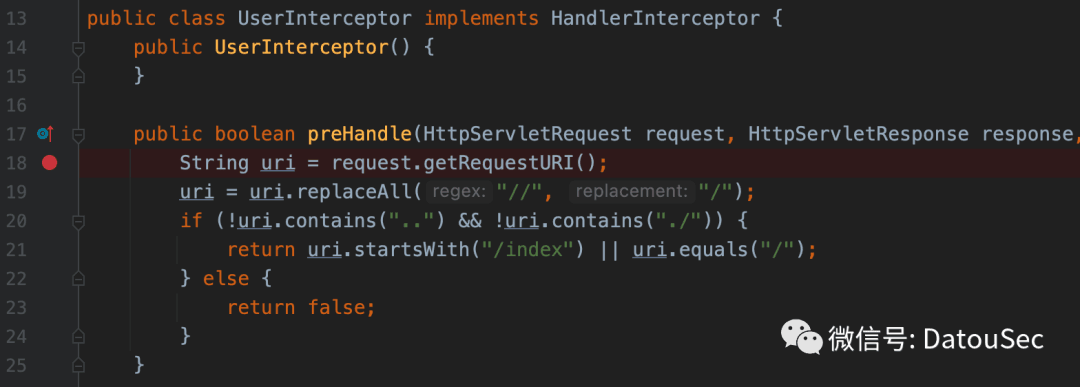 13 public class UserInterceptor implements HandlerInterceptor {
14 public UserInterceptor() {
15 }
16
17 public boolean preHandle(HttpServletRequest request, HttpServletResponse response,
18 String uri = request.getRequestURI();
19 uri = uri.replaceAll( regex: "//", replacement: "/");
20 if (!uri.contains("..") && !uri.contains("./")) {
21 return uri.startsWith("/index") || uri.equals("/");
22 } else {
23 return false;
24 }
25 }
微信号: DatouSec